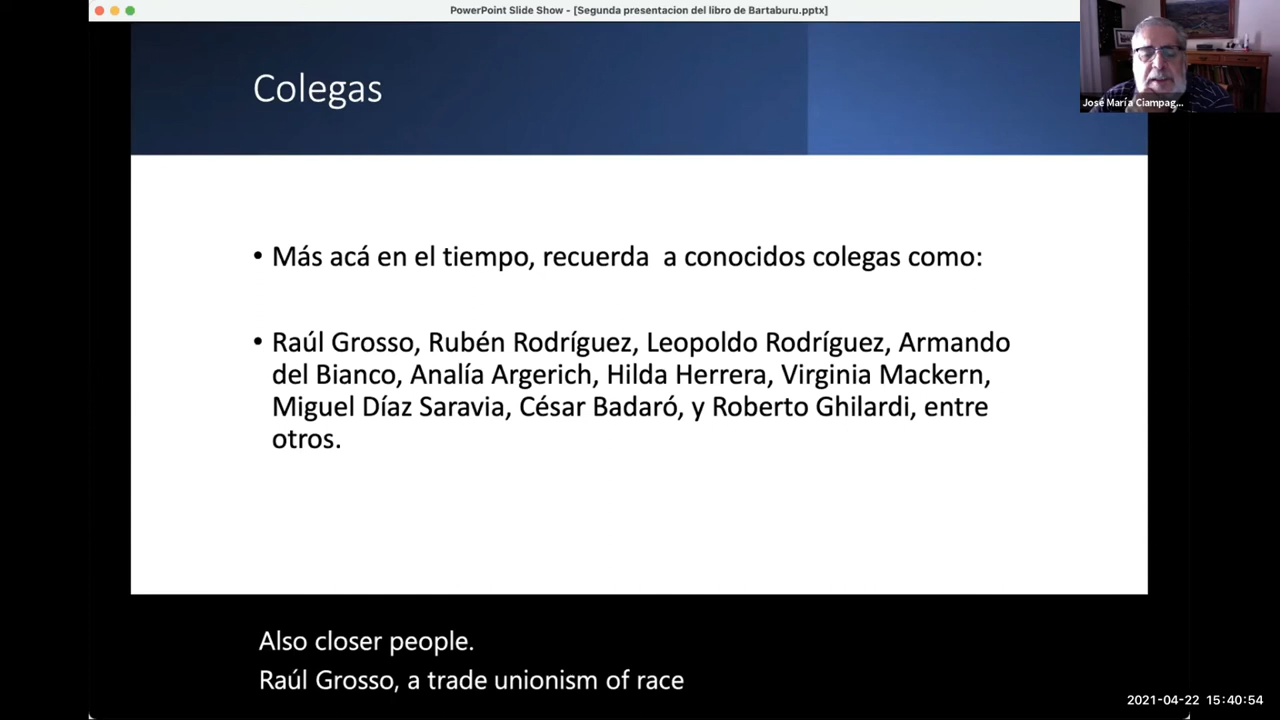 PowerPoint Slide Show - [Segunda presentacion del libro de Bartaburu.pptx]
José María Ciampag...
Colegas
• Más acá en el tiempo, recuerda  a conocidos colegas como:
• Raúl Grosso, Rubén Rodríguez, Leopoldo Rodríguez, Armando
del Bianco, Analía Argerich, Hilda Herrera, Virginia Mackern,
Miguel Díaz Saravia, César Badaró, y Roberto Ghilardi, entre
otros.
Also closer people.
Raúl Grosso, a trade unionism of race
2021-04-22 15:40:54